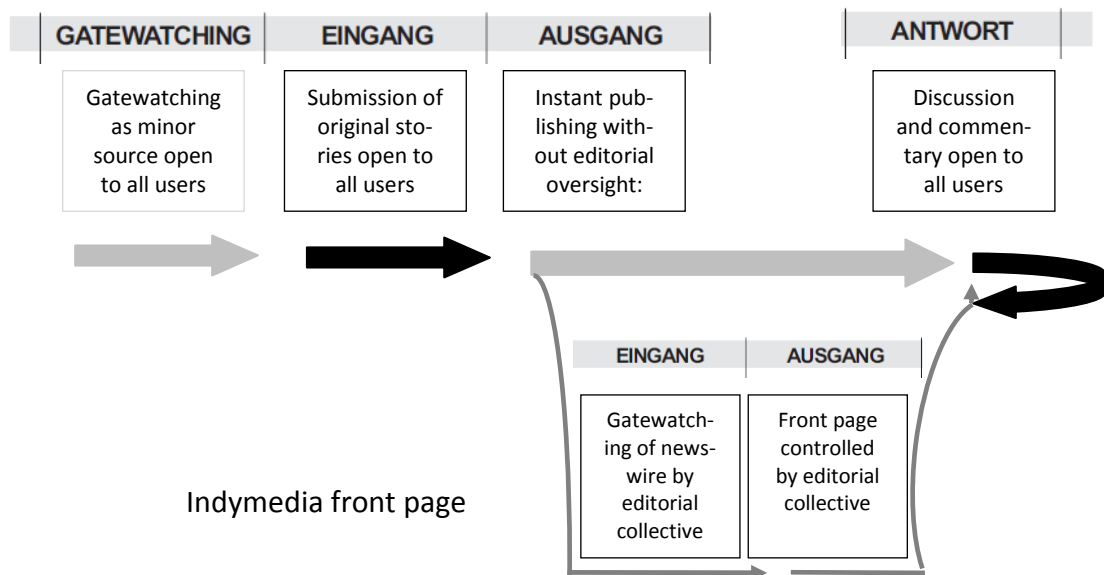 GATEWATCHING
EINGANG
AUSGANG
ANTWORT
Gatewatching
as minor
source open
to all users
Submission of
original sto-
ries open to
all users
Instant pub-
lishing with-
out editorial
oversight:
Discussion
and commen-
tary open to
all users
EINGANG
AUSGANG
Gatewatch-
ing of news-
wire by
editorial
collective
Front page
controlled
by editorial
collective
Indymedia front page